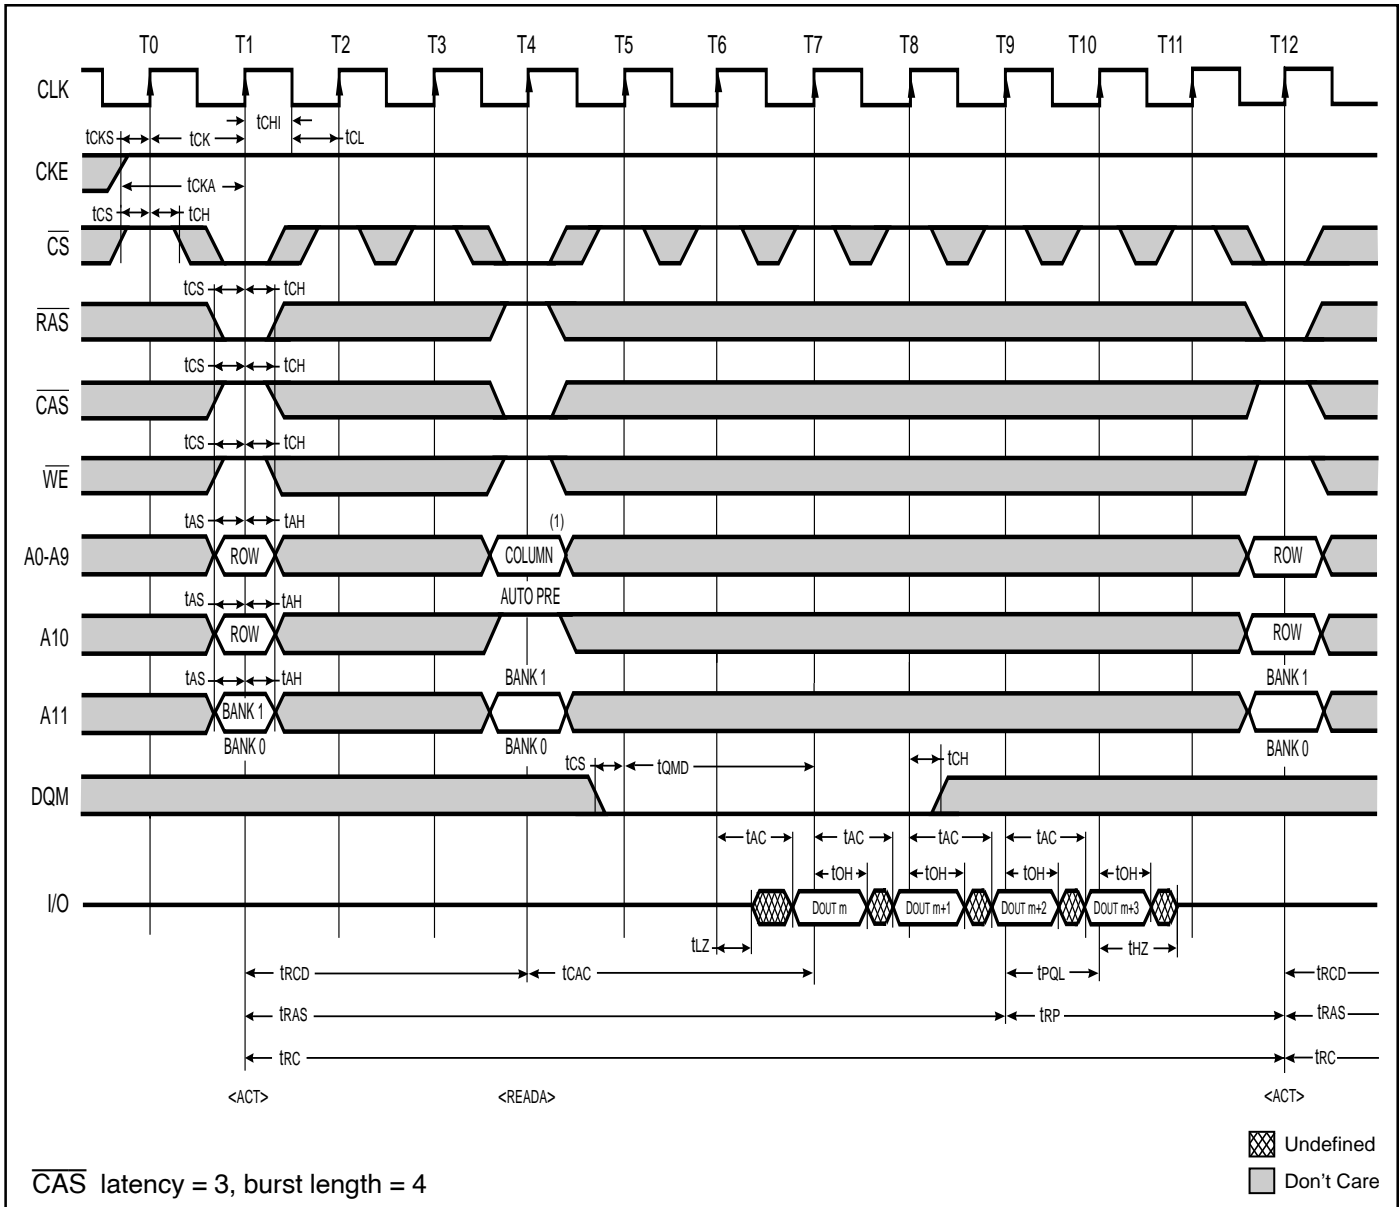 T0 T1 T2 T3 T4 T5 T6 T7 T8 T9 T10 T11 T12
CLK
tCHI
tCKS tCK tCL
CKE
tCKA
tCS tCH
CS
tCS tCH
RAS
tCS tCH
CAS
tCS tCH
WE
tAS tAH (1)
A0-A9 ROW COLUMN ROW
tAS tAH AUTO PRE
A10 ROW ROW
tAS tAH BANK 1 BANK 1
A11 BANK 1
BANK 0 BANK 0 BANK 0
tCS tQMD tCH
DQM
tAC tAC tAC tAC
tOH tOH tOH tOH
I/O DOUT m DOUT m+1 DOUT m+2 DOUT m+3
tLZ tHZ
tRCD tCAC tPQL tRCD
tRAS tRP tRAS
tRC tRC
<ACT> <READA> <ACT>
Undefined
Don't Care
CAS latency = 3, burst length = 4